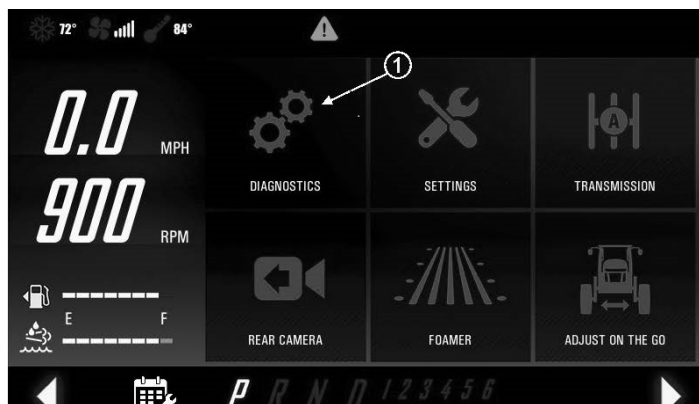 72° 84°
1
0.0 MPH
900 RPM
E F
DIAGNOSTICS SETTINGS TRANSMISSION
A
REAR CAMERA FOAMER ADJUST ON THE GO
P R N D 1 2 3 4 5 6